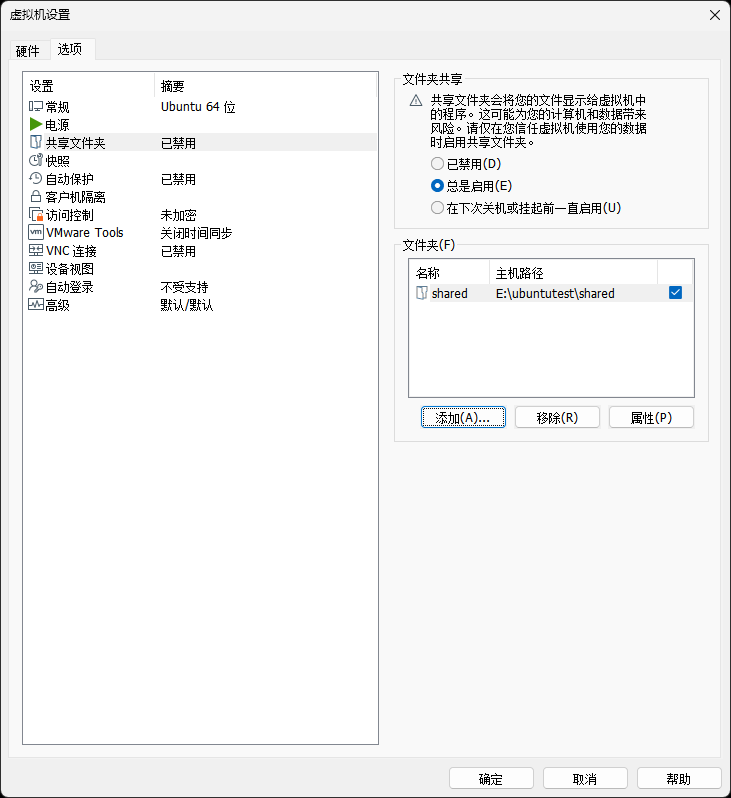 虚拟机设置
硬件 选项
设置 摘要
常规 Ubuntu 64 位
电源
共享文件夹 已禁用
快照
自动保护 已禁用
客户机隔离
访问控制 未加密
VMware Tools 关闭时间同步
VNC 连接 已禁用
设备视图
自动登录 不受支持
高级 默认/默认
文件夹共享
共享文件夹会将您的文件显示给虚拟机中
的程序。这可能为您的计算机和数据带来
风险。请仅在您信任虚拟机使用您的数据
时启用共享文件夹。
已禁用(D)
总是启用(E)
在下次关机或挂起前一直启用(U)
文件夹(F)
名称 主机路径
shared E:\ubuntutest\shared
添加(A)... 移除(R) 属性(P)
确定 取消 帮助